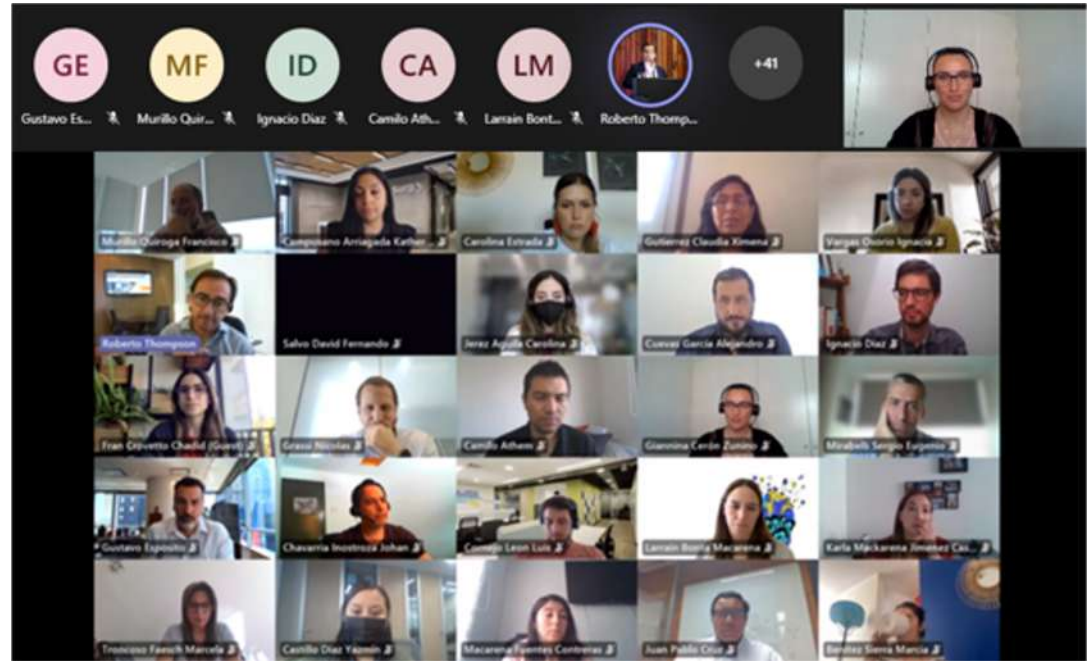 GE
MF
ID
CA
LM
+41
Gustavo Es...
Murillo Quir...
Ignacio Diaz
Camilo Ath...
Larrain Bont...
Roberto Thomp...
Murillo Quiroga Francisco
Campusano Arriagada Kather...
Carolina Estrada
Gutierrez Claudia Ximena
Vargas Osorio Ignacia
Roberto Thompson
Salvo David Fernando
Jerez Aguila Carolina
Cuevas Garcia Alejandro
Ignacio Diaz
Fran Crovetto Chadid (Guest)
Grassi Nicolas
Camilo Athem
Giannina Cerón Zunino
Mirabelli Sergio Eugenio
Gustavo Esposito
Chavarria Inostroza Johan
Cornejo Leon Luis
Larrain Bonta Macarena
Karla Mackarena Jimenez Cas...
Troncoso Faesch Marcela
Castillo Diaz Yazmin
Macarena Fuentes Contreras
Juan Pablo Cruz
Benitez Sierra Marcia